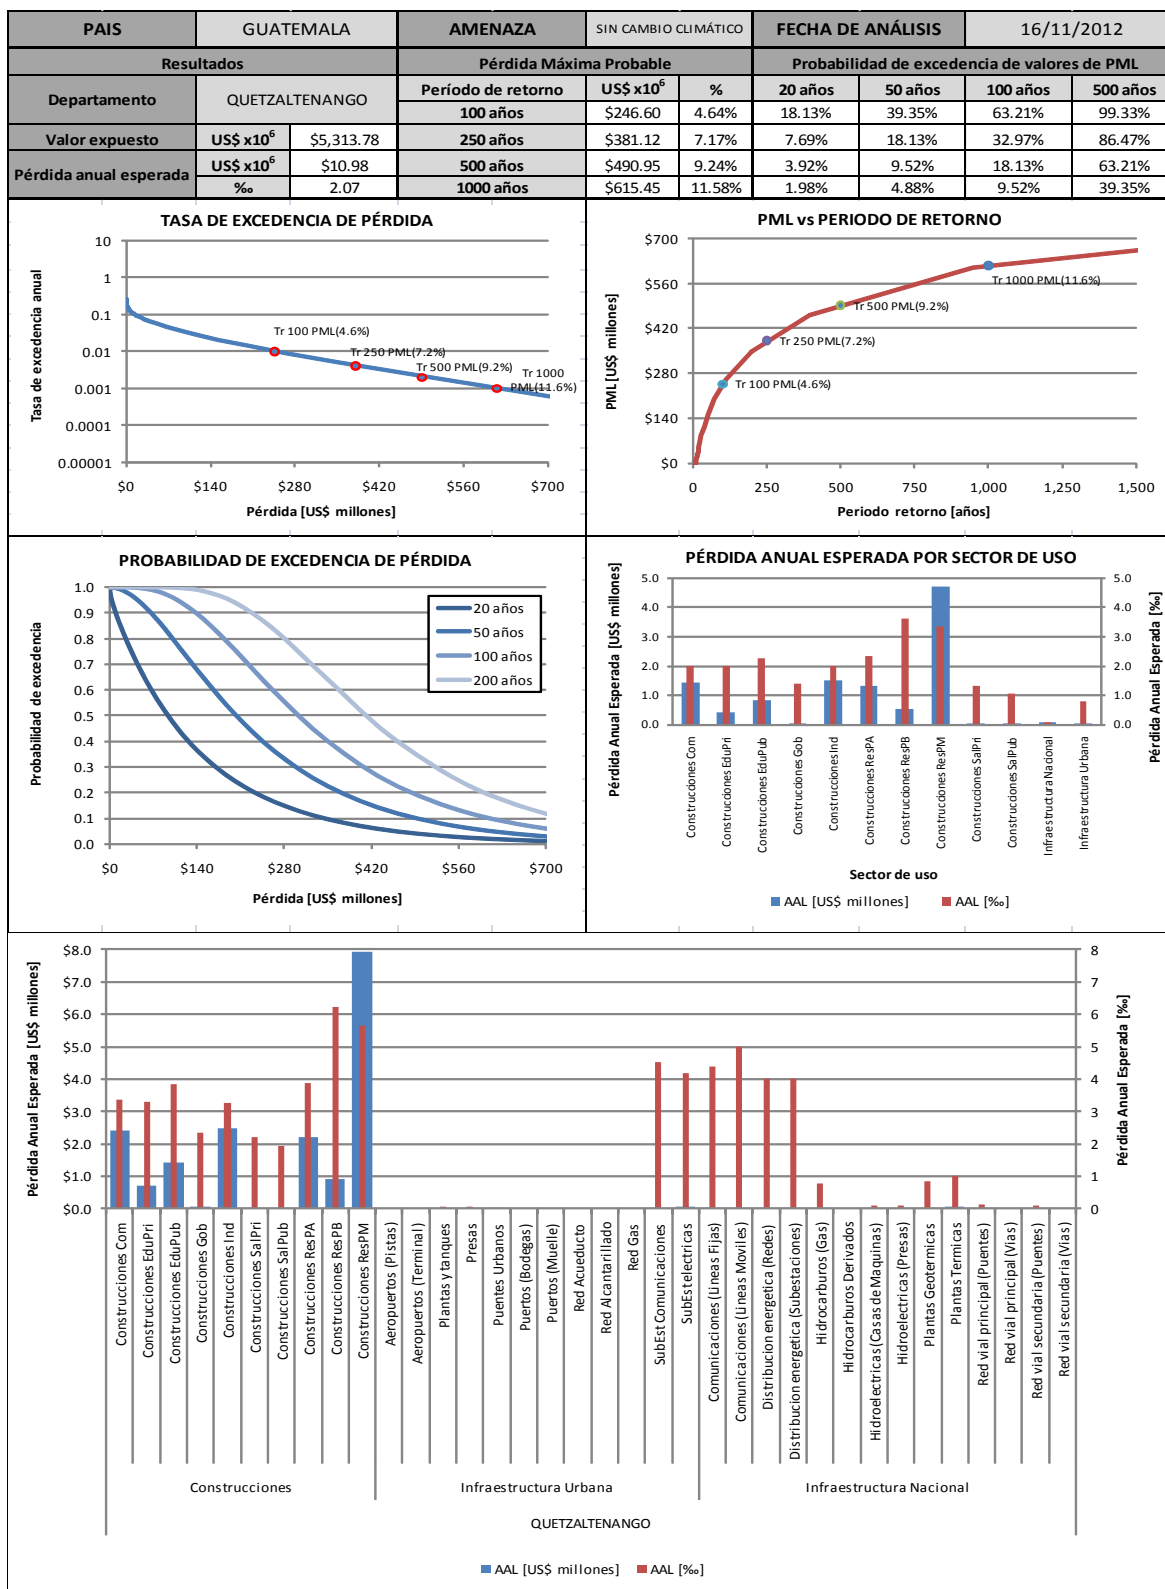 PAIS GUATEMALA AMENAZA SIN CAMBIO CLIMÁTICO FECHA DE ANÁLISIS 16/11/2012
Resultados Pérdida Máxima Probable Probabilidad de excedencia de valores de PML
Departamento QUETZALTENANGO Período de retorno US$ x10⁶ % 20 años 50 años 100 años 500 años
100 años $246.60 4.64% 18.13% 39.35% 63.21% 99.33%
Valor expuesto US$ x10⁶ $5,313.78 250 años $381.12 7.17% 7.69% 18.13% 32.97% 86.47%
Pérdida anual esperada US$ x10⁶ $10.98 500 años $490.95 9.24% 3.92% 9.52% 18.13% 63.21%
‰ 2.07 1000 años $615.45 11.58% 1.98% 4.88% 9.52% 39.35%
TASA DE EXCEDENCIA DE PÉRDIDA
Tasa de excedencia anual
10
1
0.1
0.01
0.001
0.0001
0.00001
Tr 100 PML(4.6%)
Tr 250 PML(7.2%)
Tr 500 PML(9.2%)
Tr 1000
PML(11.6%)
$0 $140 $280 $420 $560 $700
Pérdida [US$ millones]
PML vs PERIODO DE RETORNO
PML [US$ millones]
$700
$560
$420
$280
$140
$0
Tr 1000 PML(11.6%)
Tr 500 PML(9.2%)
Tr 250 PML(7.2%)
Tr 100 PML(4.6%)
0 250 500 750 1,000 1,250 1,500
Periodo retorno [años]
PROBABILIDAD DE EXCEDENCIA DE PÉRDIDA
Probabilidad de excedencia
1.0
0.9
0.8
0.7
0.6
0.5
0.4
0.3
0.2
0.1
0.0
20 años
50 años
100 años
200 años
$0 $140 $280 $420 $560 $700
Pérdida [US$ millones]
PÉRDIDA ANUAL ESPERADA POR SECTOR DE USO
Pérdida Anual Esperada [US$ millones]
5.0 5.0
4.0 4.0
3.0 3.0
2.0 2.0
1.0 1.0
0.0 0.0
Pérdida Anual Esperada [‰]
Construcciones Com
Construcciones EduPri
Construcciones EduPub
Construcciones Gob
Construcciones Ind
Construcciones ResPA
Construcciones ResPB
Construcciones ResPM
Construcciones SalPri
Construcciones SalPub
Infraestructura Nacional
Infraestructura Urbana
Sector de uso
AAL [US$ millones] AAL [‰]
Pérdida Anual Esperada [US$ millones]
$8.0 8
$7.0 7
$6.0 6
$5.0 5
$4.0 4
$3.0 3
$2.0 2
$1.0 1
$0.0 0
Pérdida Anual Esperada [‰]
Construcciones Com
Construcciones EduPri
Construcciones EduPub
Construcciones Gob
Construcciones Ind
Construcciones SalPri
Construcciones SalPub
Construcciones ResPA
Construcciones ResPB
Construcciones ResPM
Aeropuertos (Pistas)
Aeropuertos (Terminal)
Plantas y tanques
Presas
Puentes Urbanos
Puertos (Bodegas)
Puertos (Muelle)
Red Acueducto
Red Alcantarillado
Red Gas
SubEst Comunicaciones
SubEst electricas
Comunicaciones (Lineas Fijas)
Comunicaciones (Lineas Moviles)
Distribucion energetica (Redes)
Distribucion energetica (Subestaciones)
Hidrocarburos (Gas)
Hidrocarburos Derivados
Hidroelectricas (Casas de Maquinas)
Hidroelectricas (Presas)
Plantas Geotermicas
Plantas Termicas
Red vial principal (Puentes)
Red vial principal (Vias)
Red vial secundaria (Puentes)
Red vial secundaria (Vias)
Construcciones Infraestructura Urbana Infraestructura Nacional
QUETZALTENANGO
AAL [US$ millones] AAL [‰]